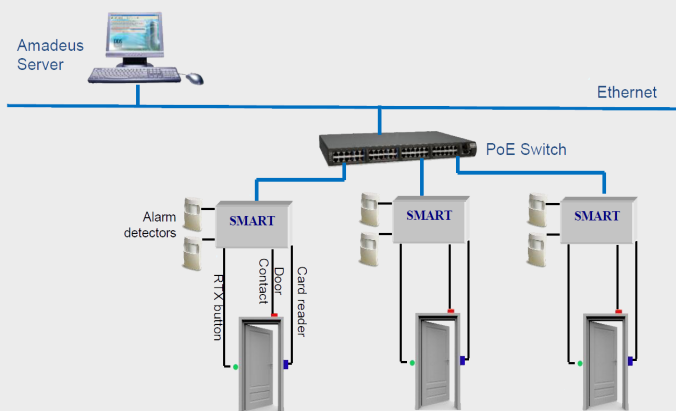 Amadeus
Server
Ethernet
PoE Switch
Alarm
detectors
SMART
SMART
SMART
RTX button
Door
Contact
Card reader